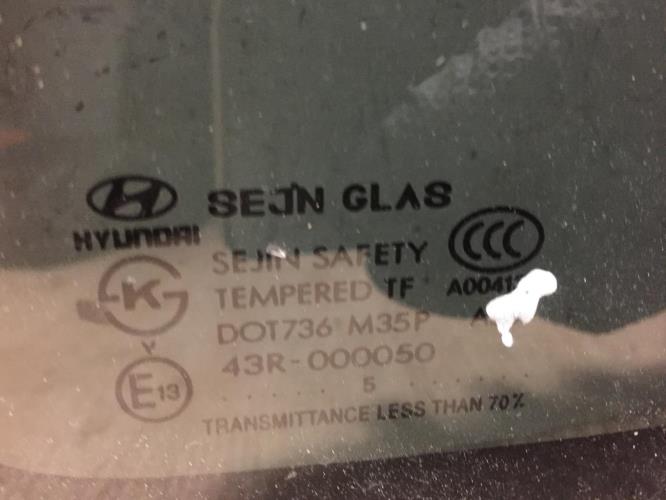 SEJIN GLAS
HYUNDAI
SEJIN SAFETY
CCC
TEMPERED TF
K
DOT736 M35P
43R-000050
E13
. . . . . 5 . . . . . .
TRANSMITTANCE LESS THAN 70%